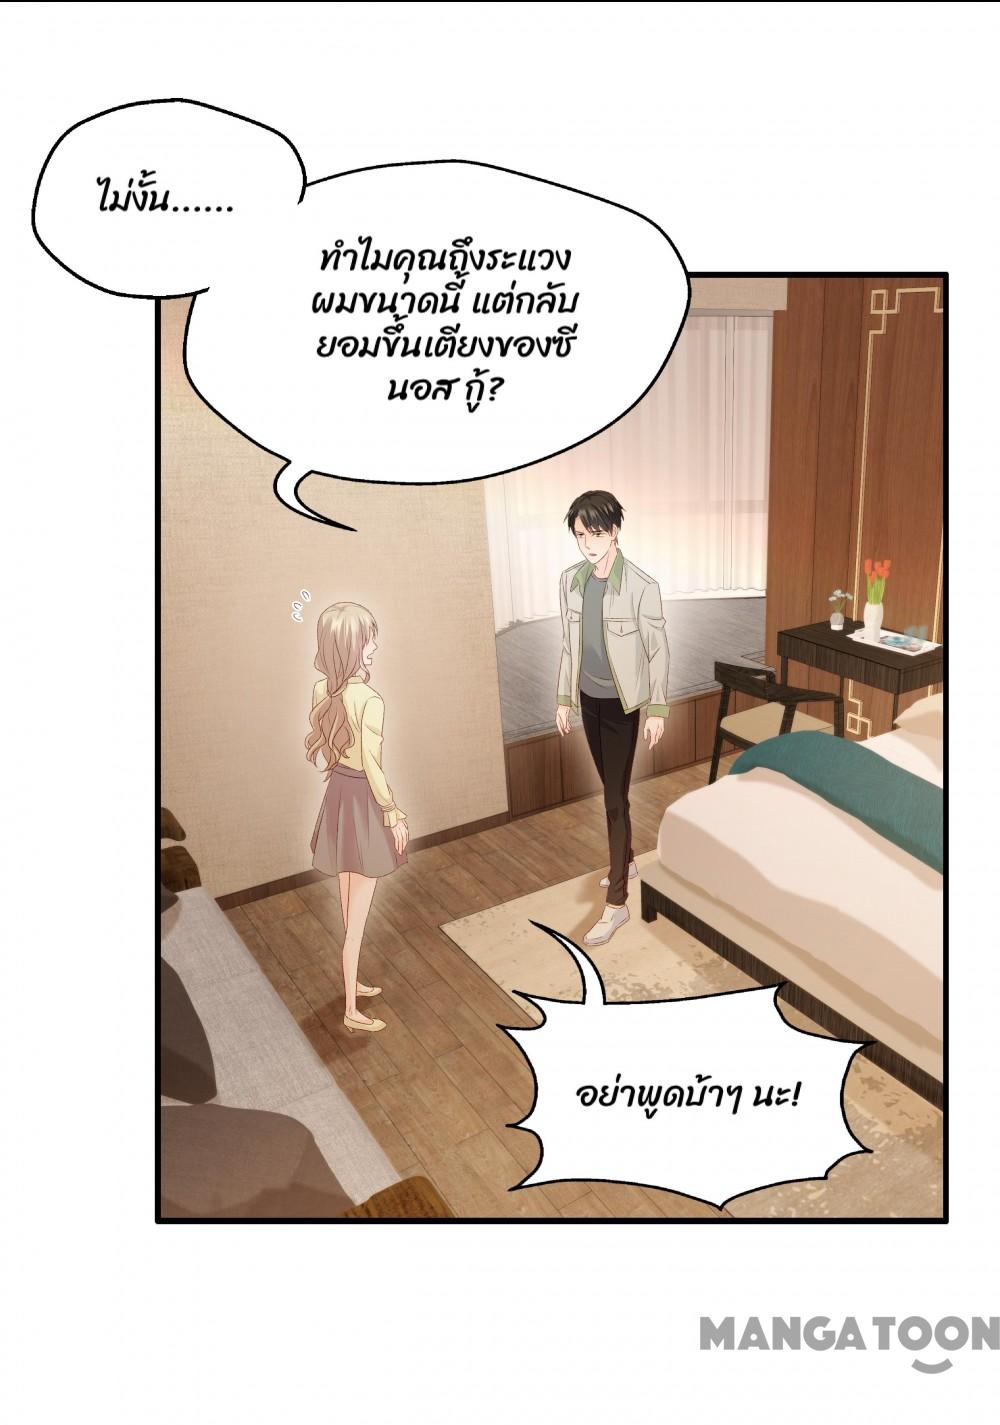 ไม่งั้น......
ทำไมคุณถึงระแวง
ผมขนาดนี้ แต่กลับ
ยอมขึ้นเตียงของซี
นอส กู้?
อย่าพูดบ้าๆ นะ!
MANGATOON